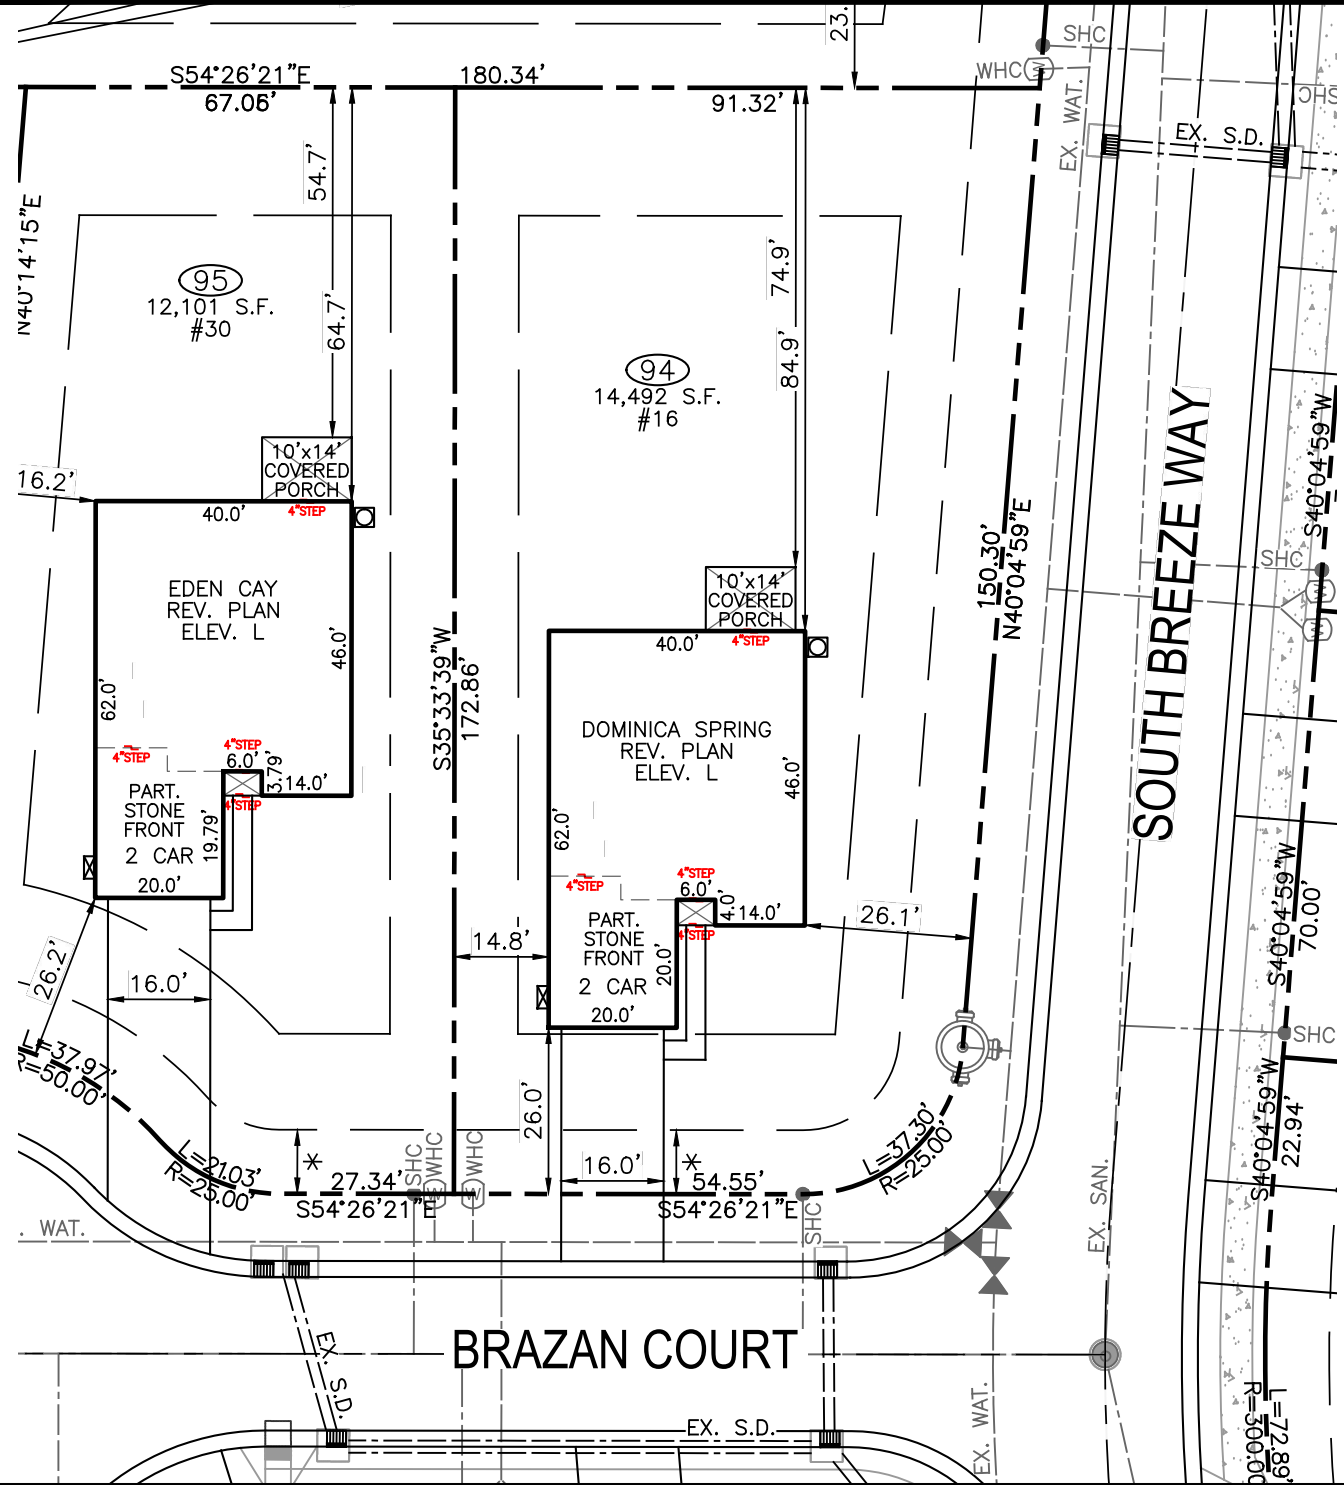 23.
SHC
WHC
W
S54°26'21"E
180.34'
67.06'
91.32'
EX. WAT.
SHC
EX. S.D.
54.7'
N40°14'15"E
74.9'
95
12,101 S.F.
#30
64.7'
84.9'
94
14,492 S.F.
#16
SOUTH BREEZE WAY
S40°04'59"W
10'x14'
COVERED
PORCH
16.2'
40.0'
4"STEP
150.30'
N40°04'59"E
SHC
W
W
10'x14'
COVERED
PORCH
40.0'
4"STEP
EDEN CAY
REV. PLAN
ELEV. L
46.0'
62.0'
S35°33'39"W
172.86'
DOMINICA SPRING
REV. PLAN
ELEV. L
46.0'
62.0'
4"STEP
4"STEP
6.0'
3.79'
14.0'
4"STEP
PART.
STONE
FRONT
2 CAR
19.79'
20.0'
4"STEP
4"STEP
6.0'
4.0'
14.0'
4"STEP
PART.
STONE
FRONT
2 CAR
20.0'
20.0'
26.1'
14.8'
S40°04'59"W
70.00'
26.2'
16.0'
L=37.97'
R=50.00'
SHC
26.0'
S40°04'59"W
22.94'
L=21.03'
R=25.00'
27.34'
S54°26'21"E
SHC
WHC
WHC
W
W
16.0'
54.55'
S54°26'21"E
SHC
L=37.30'
R=25.00'
EX. SAN.
. WAT.
BRAZAN COURT
EX. S.D.
EX. S.D.
EX. WAT.
L=72.89'
R=300.00